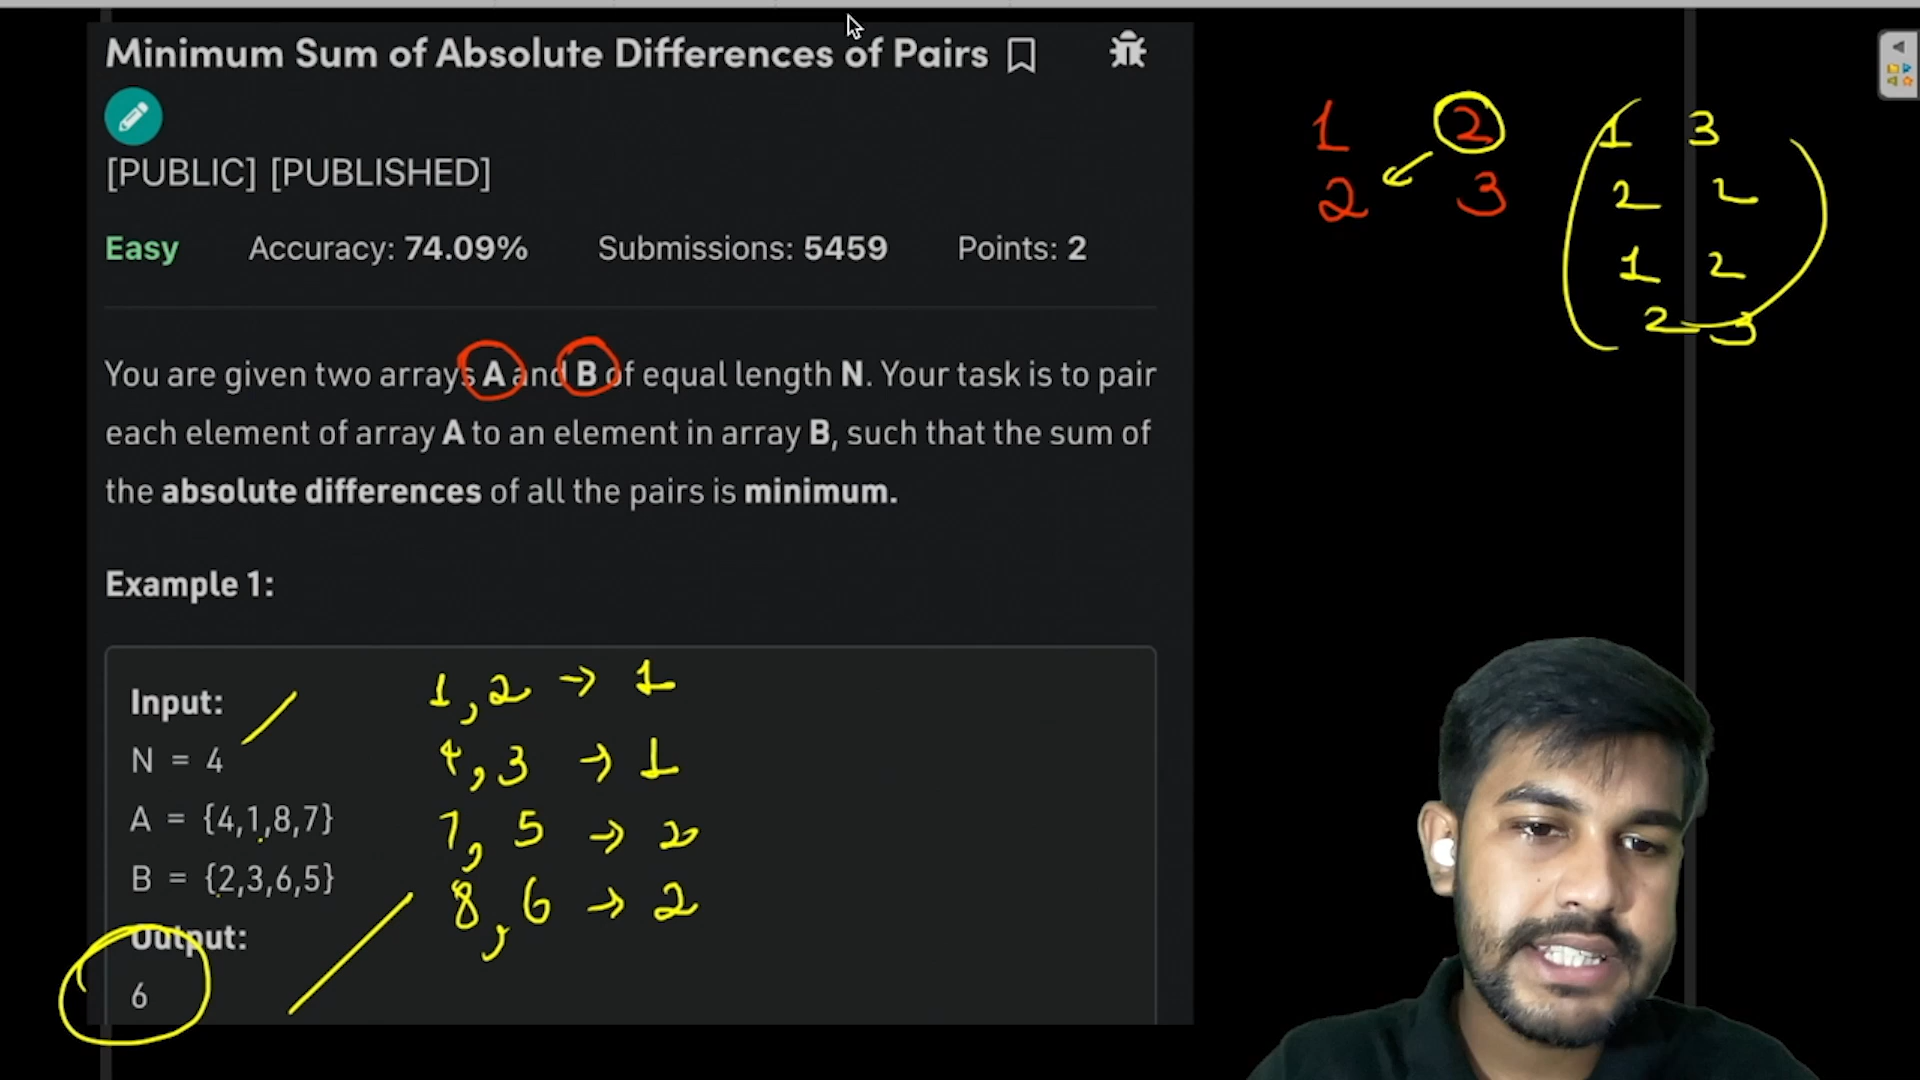 Minimum Sum of Absolute Differences of Pairs
[PUBLIC] [PUBLISHED]
Easy Accuracy: 74.09% Submissions: 5459 Points: 2
You are given two arrays A and B of equal length N. Your task is to pair
each element of array A to an element in array B, such that the sum of
the absolute differences of all the pairs is minimum.
Example 1:
Input:
N = 4
A = {4,1,8,7}
B = {2,3,6,5}
Output:
6
1,2 → 1
4,3 → 1
7,5 → 2
8,6 → 2
1 2
2 3
1 3
2 2
1 2
2 3